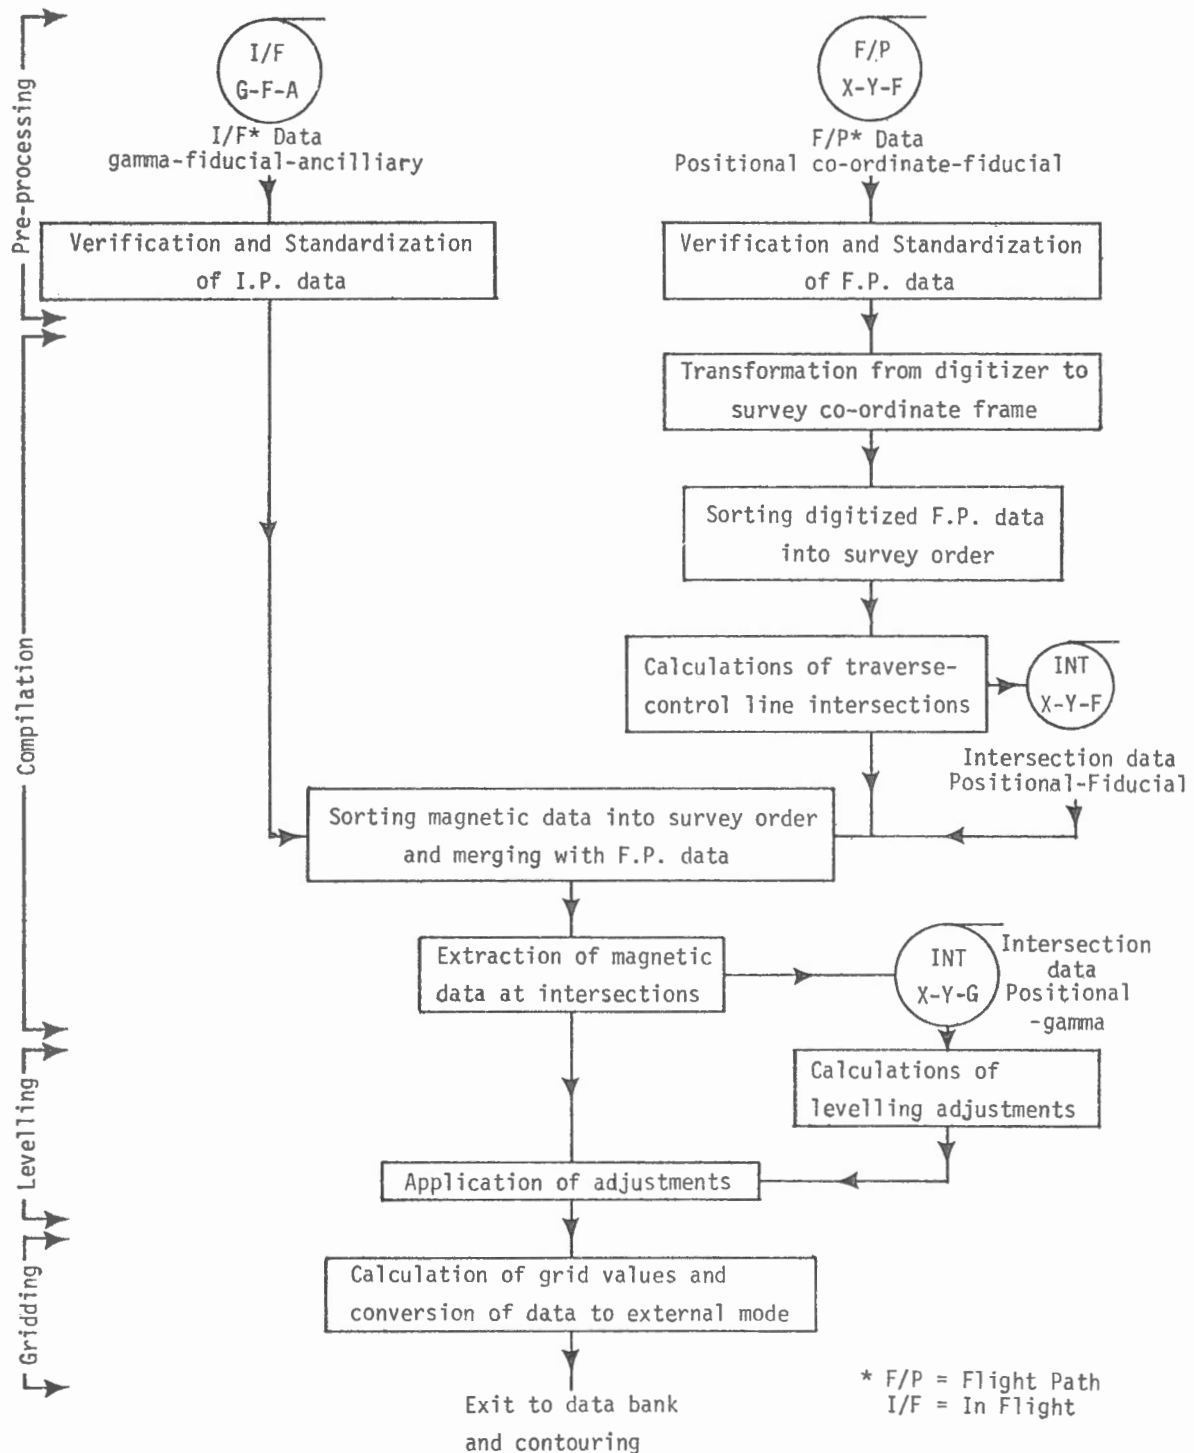 Pre-processing
I/F
G-F-A
I/F* Data
gamma-fiducial-ancilliary
F/P
X-Y-F
F/P* Data
Positional co-ordinate-fiducial
Verification and Standardization
of I.P. data
Verification and Standardization
of F.P. data
Compilation
Transformation from digitizer to
survey co-ordinate frame
Sorting digitized F.P. data
into survey order
Calculations of traverse-
control line intersections
INT
X-Y-F
Intersection data
Positional-Fiducial
Sorting magnetic data into survey order
and merging with F.P. data
Extraction of magnetic
data at intersections
INT
X-Y-G
Intersection
data
Positional
-gamma
Levelling
Calculations of
levelling adjustments
Application of adjustments
Gridding
Calculation of grid values and
conversion of data to external mode
Exit to data bank
and contouring
* F/P = Flight Path
I/F = In Flight